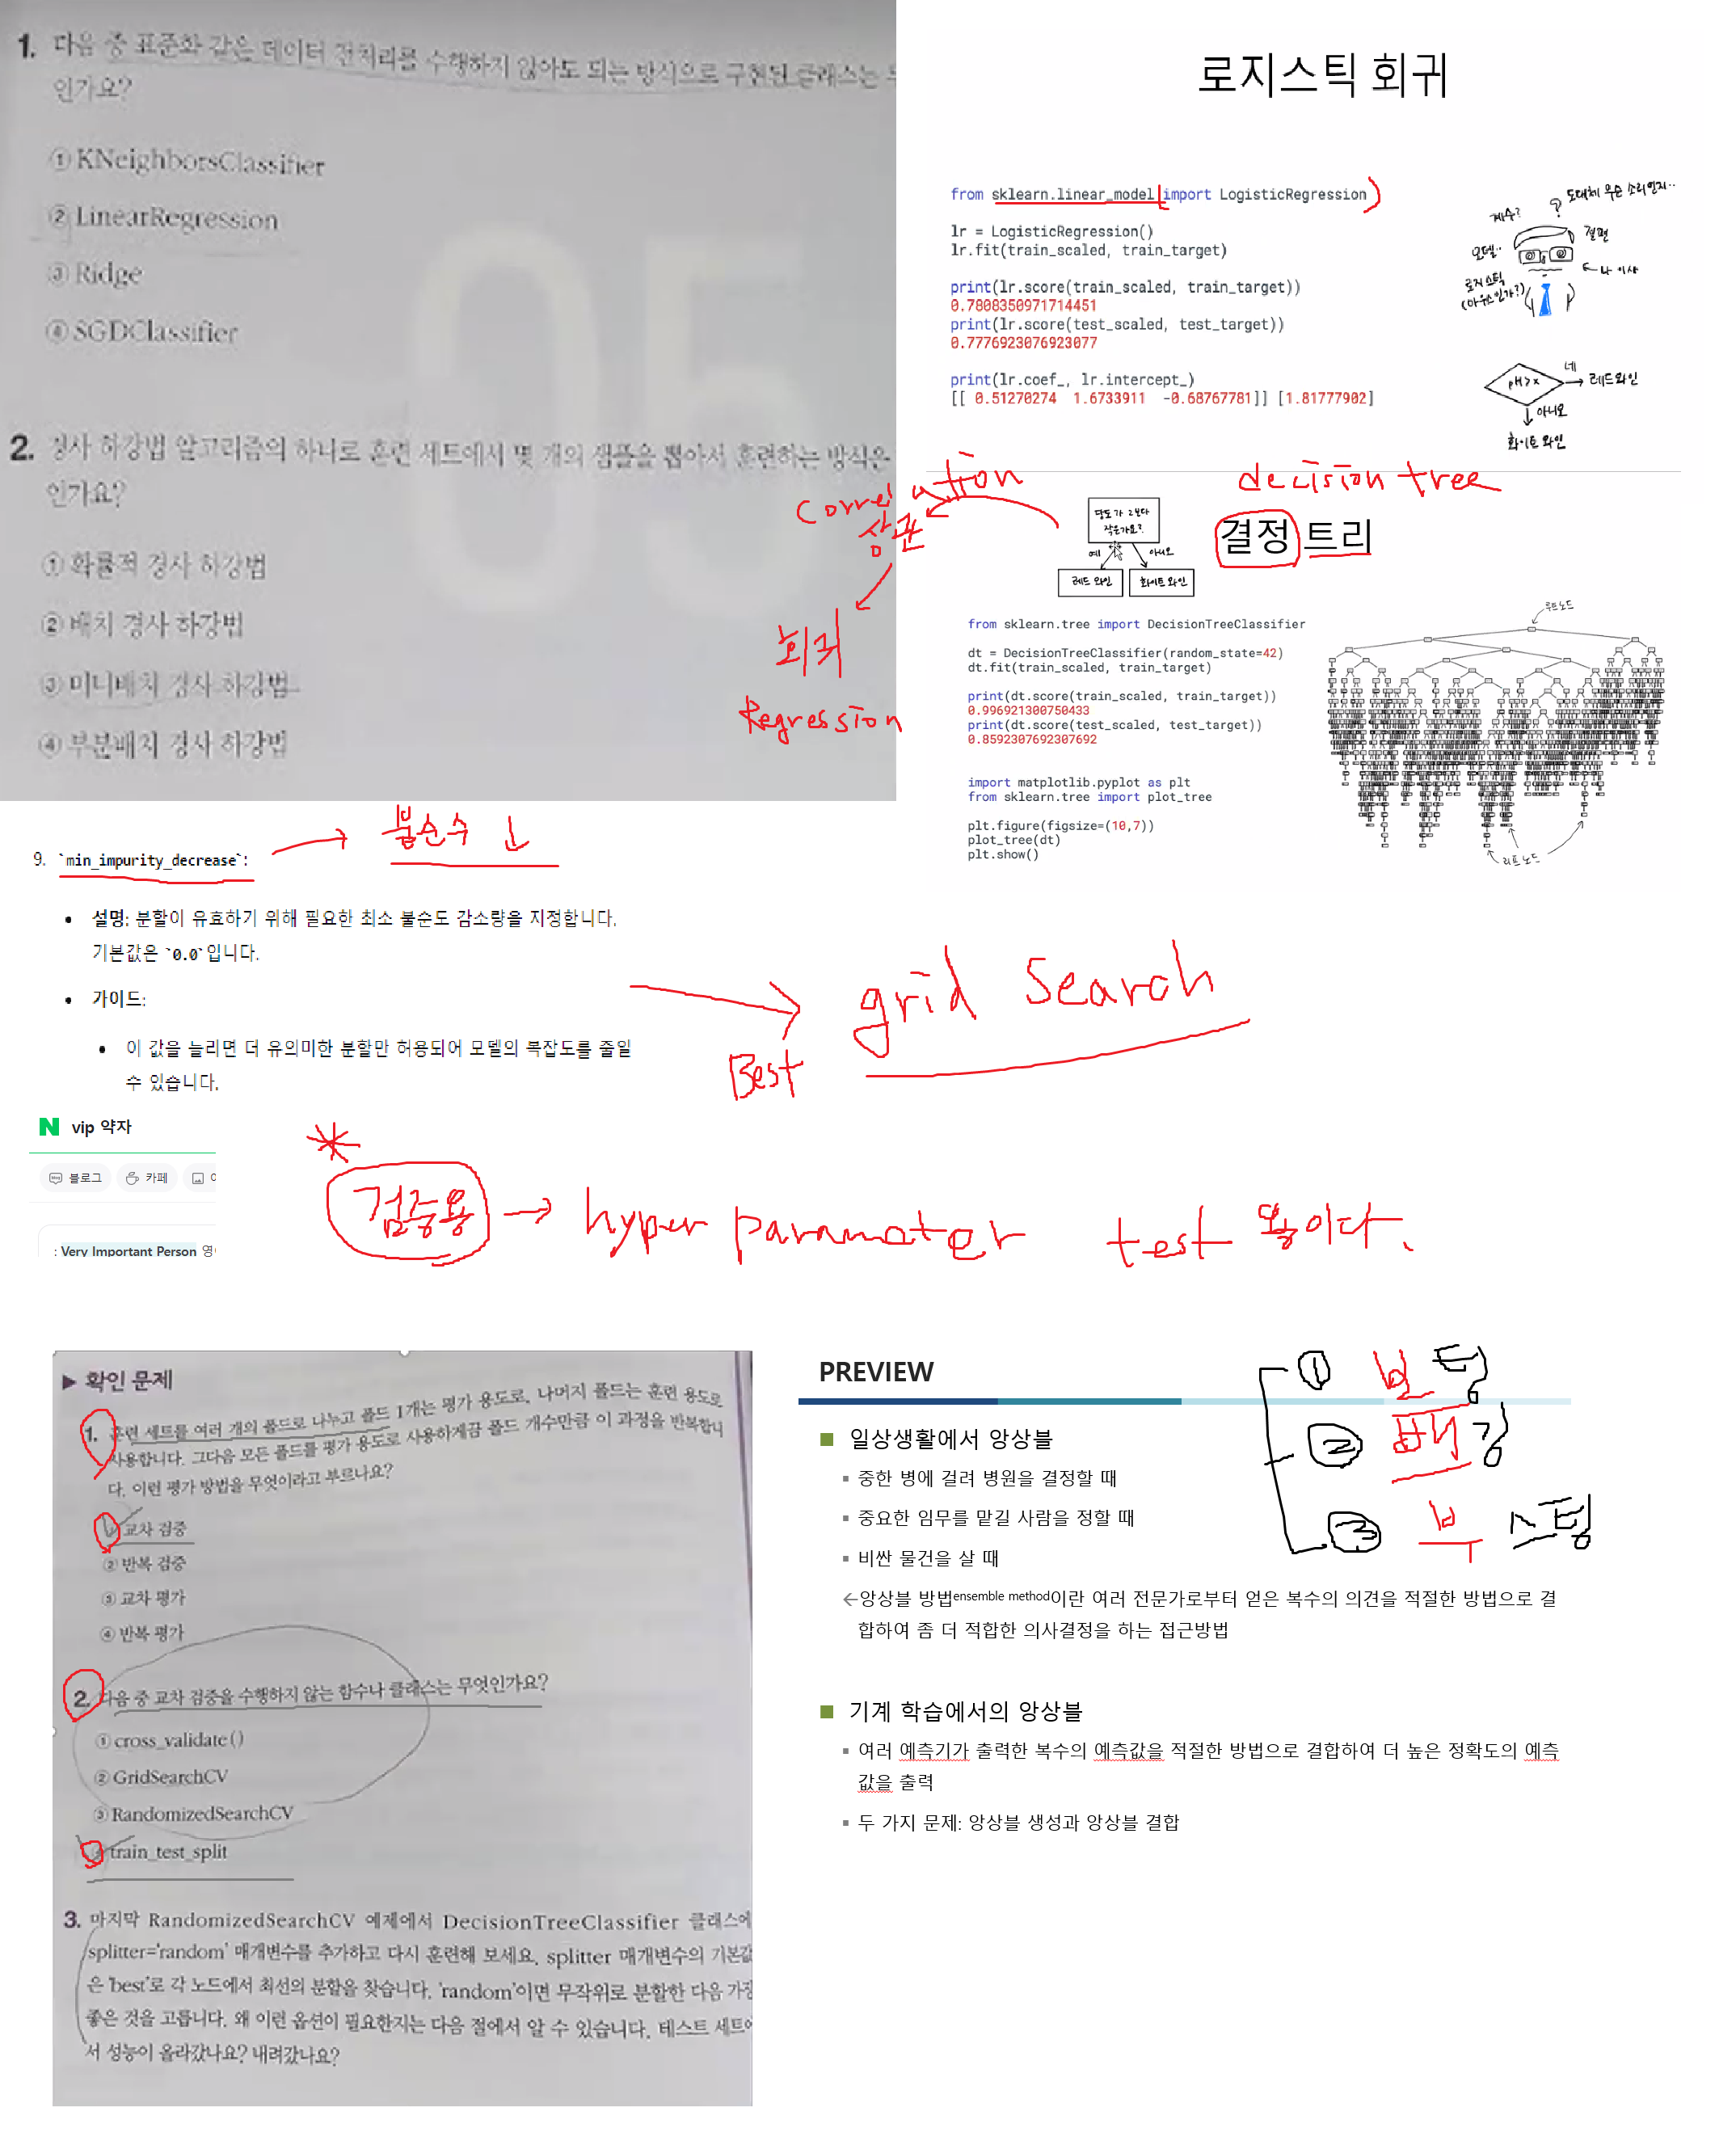 1. 다음 중 표준화 같은 데이터 전처리를 수행하지 않아도 되는 방식으로 구현된 클래스는
인가요?
① KNeighborsClassifier
② LinearRegression
③ Ridge
④ SGDClassifier
2. 경사 하강법 알고리즘의 하나로 훈련 세트에서 몇 개의 샘플을 뽑아서 훈련하는 방식은
인가요?
① 확률적 경사 하강법
② 배치 경사 하강법
③ 미니배치 경사 하강법
④ 부분배치 경사 하강법
05
로지스틱 회귀
from sklearn.linear_model import LogisticRegression
lr = LogisticRegression()
lr.fit(train_scaled, train_target)
print(lr.score(train_scaled, train_target))
0.7808350971714451
print(lr.score(test_scaled, test_target))
0.7776923076923077
print(lr.coef_, lr.intercept_)
[[ 0.51270274 1.6733911 -0.68767781]] [1.81777902]
도대체 무슨 소리인지..
계수?
절편
모델..
나 이사
로지스틱
(아우스인가?)
pH>x
네
레드와인
아니오
화이트 와인
Correlation
상관
회귀
Regression
decision tree
결정 트리
당도가 2보다
작은가요?
예
아니오
레드 와인
화이트 와인
from sklearn.tree import DecisionTreeClassifier
dt = DecisionTreeClassifier(random_state=42)
dt.fit(train_scaled, train_target)
print(dt.score(train_scaled, train_target))
0.996921300750433
print(dt.score(test_scaled, test_target))
0.8592307692307692
import matplotlib.pyplot as plt
from sklearn.tree import plot_tree
plt.figure(figsize=(10,7))
plot_tree(dt)
plt.show()
루트 노드
리프 노드
9. `min_impurity_decrease`:
불순수 ↓
• 설명: 분할이 유효하기 위해 필요한 최소 불순도 감소량을 지정합니다.
기본값은 `0.0`입니다.
• 가이드:
• 이 값을 늘리면 더 유의미한 분할만 허용되어 모델의 복잡도를 줄일
수 있습니다.
grid Search
Best
N vip 약자
블로그
카페
: Very Important Person
* 검증용 → hyper paramater test 용이다.
▶ 확인 문제
1. 훈련 세트를 여러 개의 폴드로 나누고 폴드 1개는 평가 용도로, 나머지 폴드는 훈련 용도로
사용합니다. 그다음 모든 폴드를 평가 용도로 사용하게끔 폴드 개수만큼 이 과정을 반복합니
다. 이런 평가 방법을 무엇이라고 부르나요?
교차 검증
② 반복 검증
③ 교차 평가
④ 반복 평가
2. 다음 중 교차 검증을 수행하지 않는 함수나 클래스는 무엇인가요?
① cross_validate()
② GridSearchCV
③ RandomizedSearchCV
train_test_split
3. 마지막 RandomizedSearchCV 예제에서 DecisionTreeClassifier 클래스에
splitter='random' 매개변수를 추가하고 다시 훈련해 보세요. splitter 매개변수의 기본값
은 'best'로 각 노드에서 최선의 분할을 찾습니다. 'random'이면 무작위로 분할한 다음 가장
좋은 것을 고릅니다. 왜 이런 옵션이 필요한지는 다음 절에서 알 수 있습니다. 테스트 세트에
서 성능이 올라갔나요? 내려갔나요?
PREVIEW
① 보팅
② 배깅
③ 부스팅
■ 일상생활에서 앙상블
▪ 중한 병에 걸려 병원을 결정할 때
▪ 중요한 임무를 맡길 사람을 정할 때
▪ 비싼 물건을 살 때
←앙상블 방법ensemble method이란 여러 전문가로부터 얻은 복수의 의견을 적절한 방법으로 결
합하여 좀 더 적합한 의사결정을 하는 접근방법
■ 기계 학습에서의 앙상블
▪ 여러 예측기가 출력한 복수의 예측값을 적절한 방법으로 결합하여 더 높은 정확도의 예측
값을 출력
▪ 두 가지 문제: 앙상블 생성과 앙상블 결합